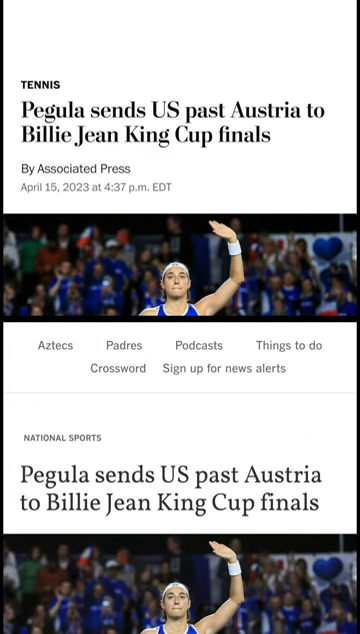 TENNIS
Pegula sends US past Austria to
Billie Jean King Cup finals
By Associated Press
April 15, 2023 at 4:37 p.m. EDT
Aztecs Padres Podcasts Things to do
Crossword Sign up for news alerts
NATIONAL SPORTS
Pegula sends US past Austria
to Billie Jean King Cup finals